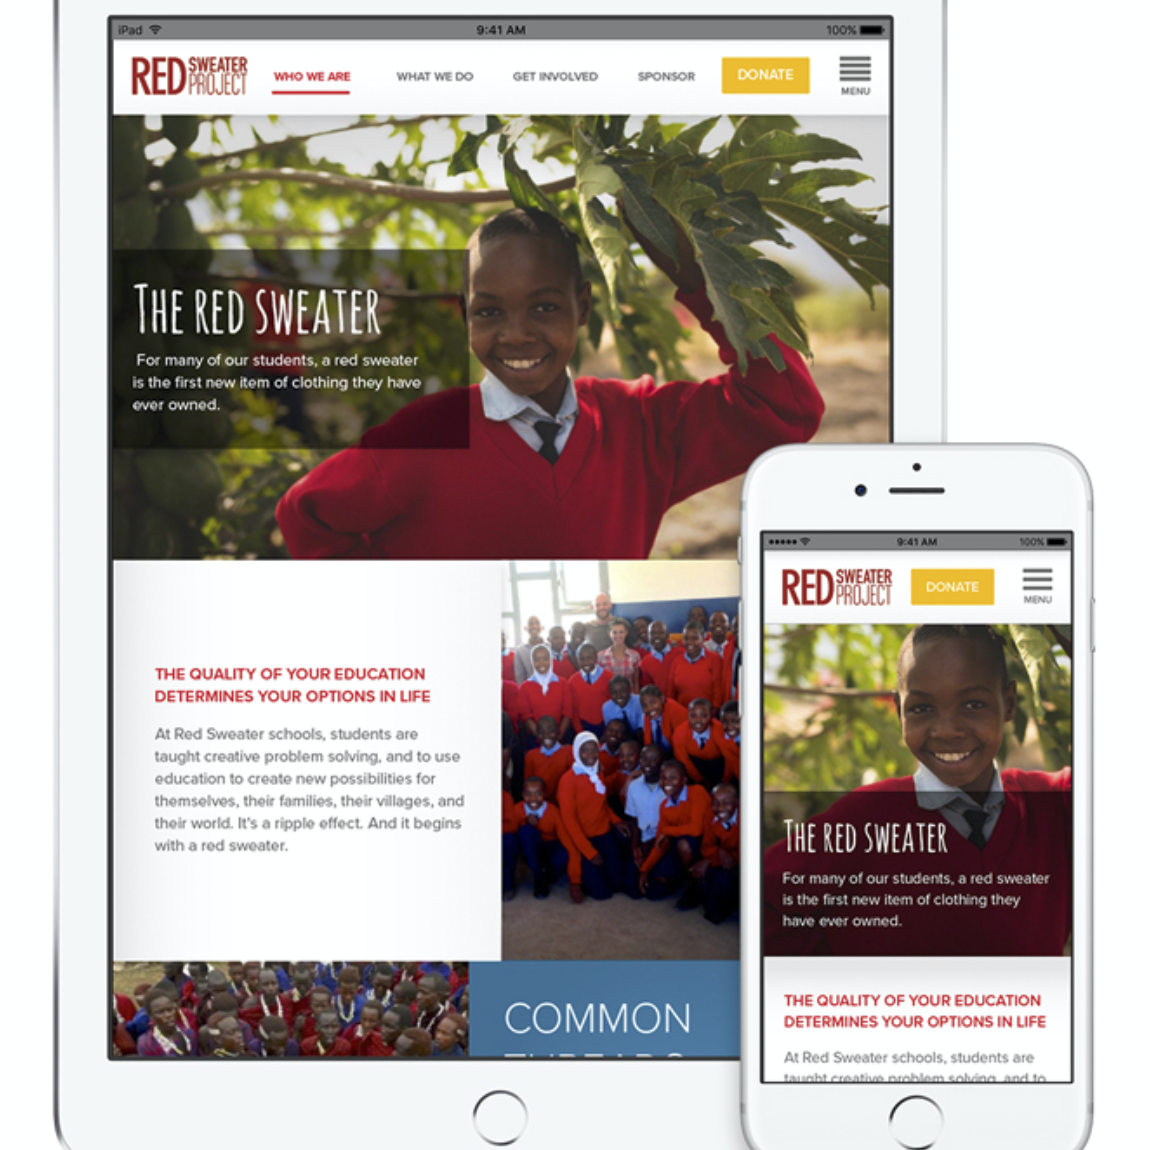 iPad
9:41 AM
100%
RED SWEATER PROJECT
WHO WE ARE
WHAT WE DO
GET INVOLVED
SPONSOR
DONATE
MENU
THE RED SWEATER
For many of our students, a red sweater
is the first new item of clothing they have
ever owned.
THE QUALITY OF YOUR EDUCATION
DETERMINES YOUR OPTIONS IN LIFE
At Red Sweater schools, students are
taught creative problem solving, and to use
education to create new possibilities for
themselves, their families, their villages, and
their world. It's a ripple effect. And it begins
with a red sweater.
COMMON
THREADS
9:41 AM
100%
RED SWEATER PROJECT
DONATE
MENU
THE RED SWEATER
For many of our students, a red sweater
is the first new item of clothing they
have ever owned.
THE QUALITY OF YOUR EDUCATION
DETERMINES YOUR OPTIONS IN LIFE
At Red Sweater schools, students are
taught creative problem solving, and to